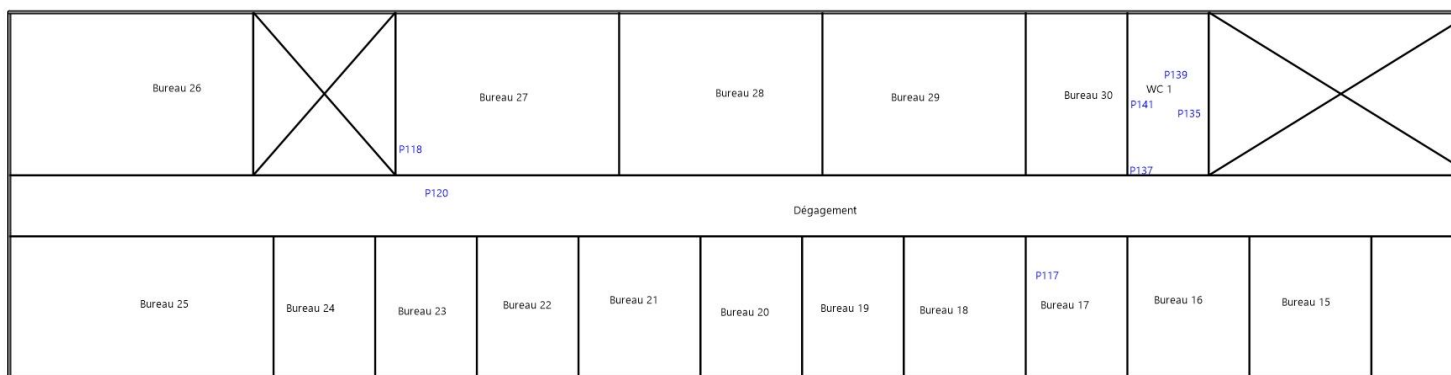 P139
Bureau 26
WC 1
Bureau 27
Bureau 28
Bureau 29
Bureau 30
P141
P135
P118
P137
P120
Dégagement
P117
Bureau 25
Bureau 24
Bureau 23
Bureau 22
Bureau 21
Bureau 20
Bureau 19
Bureau 18
Bureau 17
Bureau 16
Bureau 15